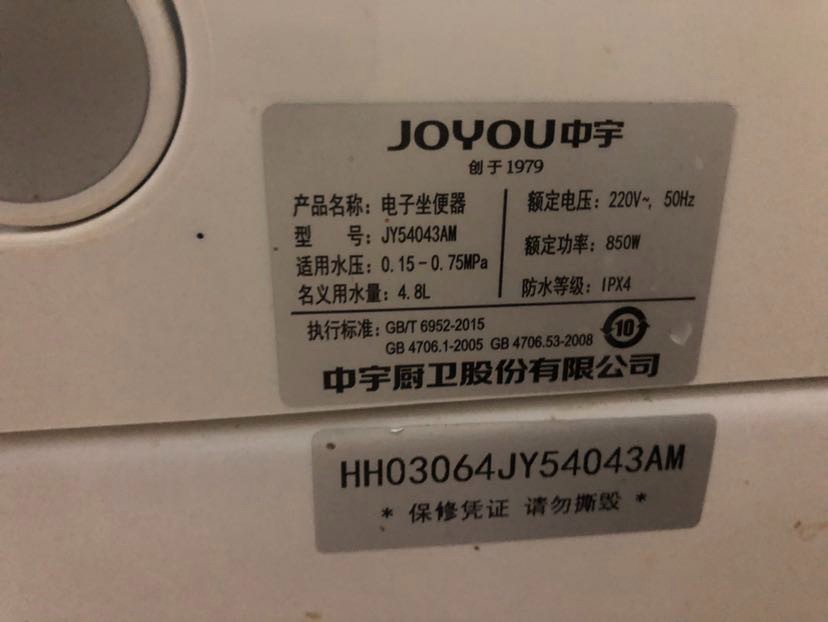 JOYOU中宇
创于1979
产品名称：电子坐便器
型 号：JY54043AM
适用水压：0.15-0.75MPa
名义用水量：4.8L
额定电压：220V~, 50Hz
额定功率：850W
防水等级：IPX4
执行标准：GB/T 6952-2015
GB 4706.1-2005 GB 4706.53-2008
10
中宇厨卫股份有限公司
HH03064JY54043AM
* 保修凭证 请勿撕毁 *